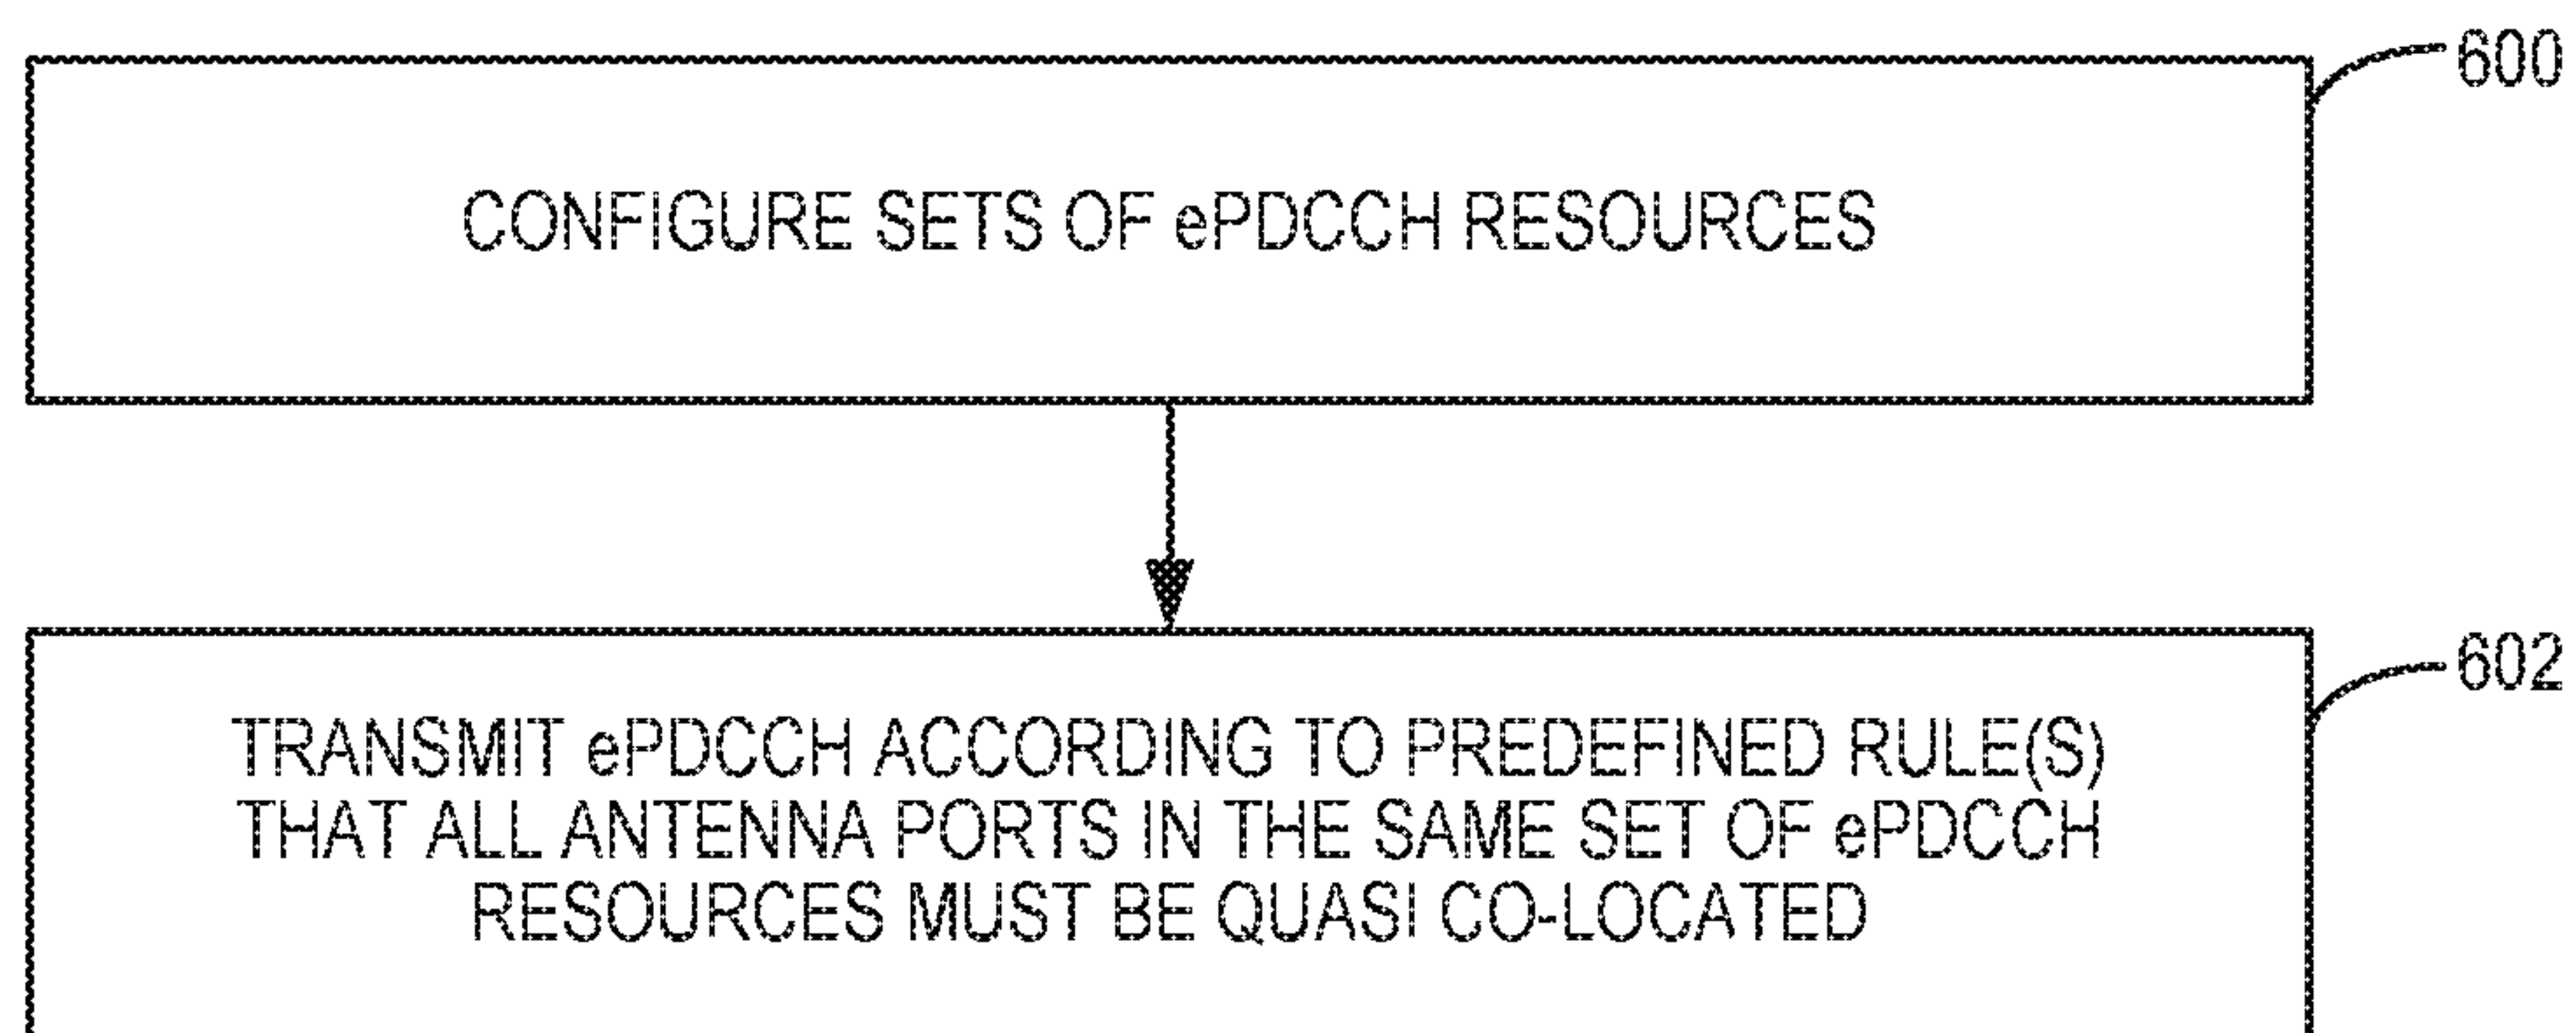 600
CONFIGURE SETS OF ePDCCH RESOURCES
602
TRANSMIT ePDCCH ACCORDING TO PREDEFINED RULE(S)
THAT ALL ANTENNA PORTS IN THE SAME SET OF ePDCCH
RESOURCES MUST BE QUASI CO-LOCATED